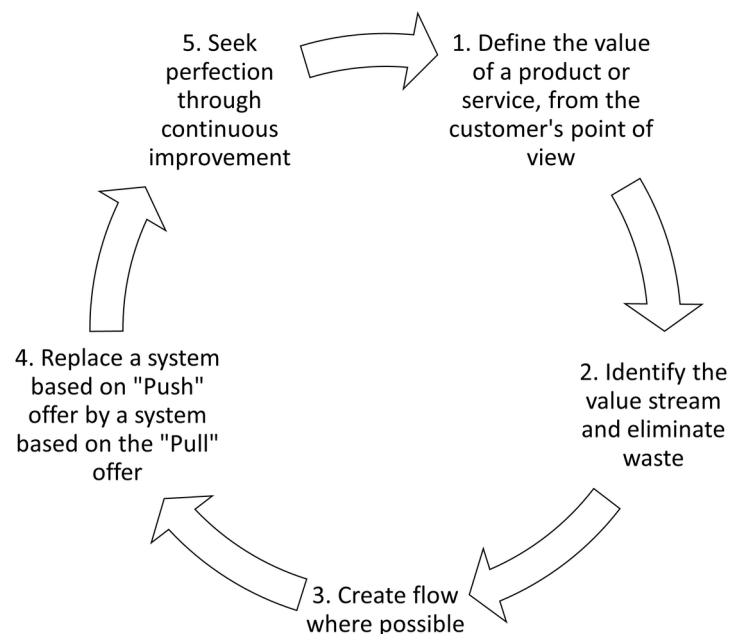 1. Define the value
of a product or
service, from the
customer's point of
view
2. Identify the
value stream
and eliminate
waste
3. Create flow
where possible
4. Replace a system
based on "Push"
offer by a system
based on the "Pull"
offer
5. Seek
perfection
through
continuous
improvement